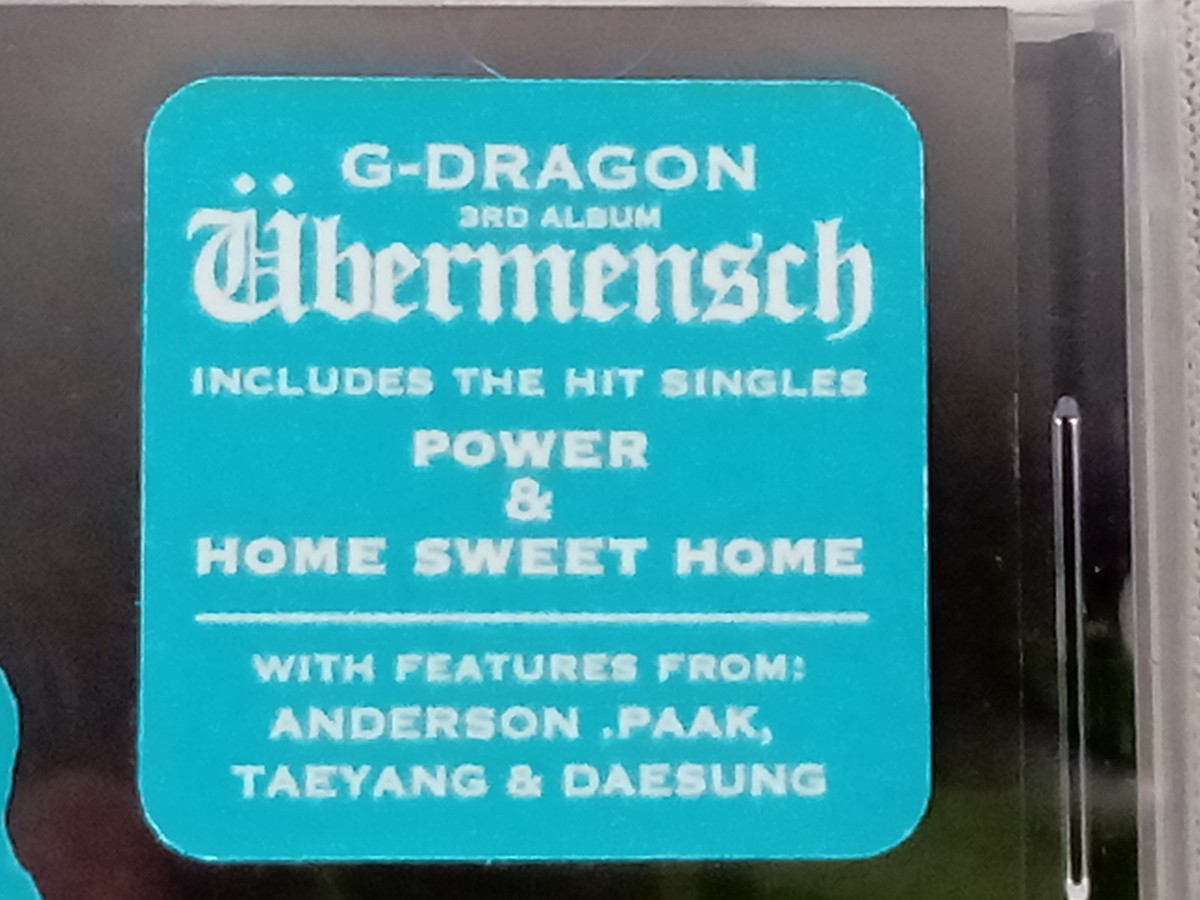 G-DRAGON
3RD ALBUM
Übermensch
INCLUDES THE HIT SINGLES
POWER
&
HOME SWEET HOME
WITH FEATURES FROM:
ANDERSON .PAAK,
TAEYANG & DAESUNG